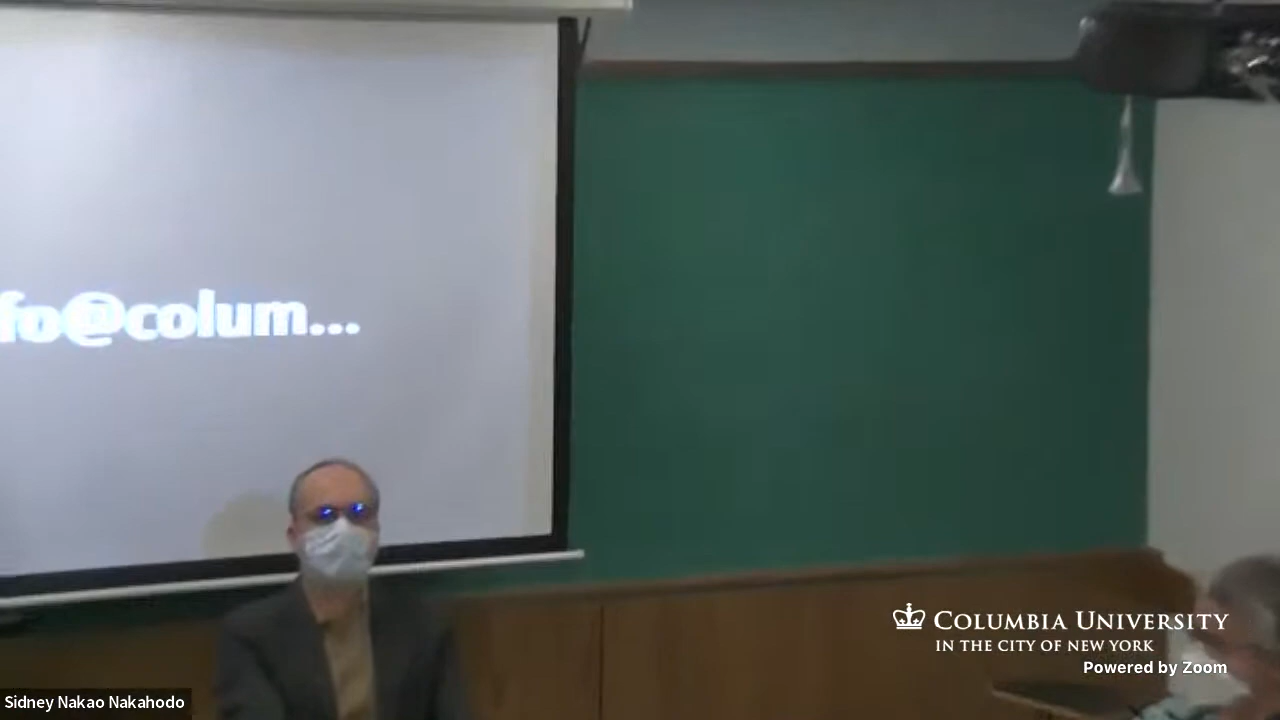 fo@colum...
COLUMBIA UNIVERSITY
IN THE CITY OF NEW YORK
Powered by Zoom
Sidney Nakao Nakahodo